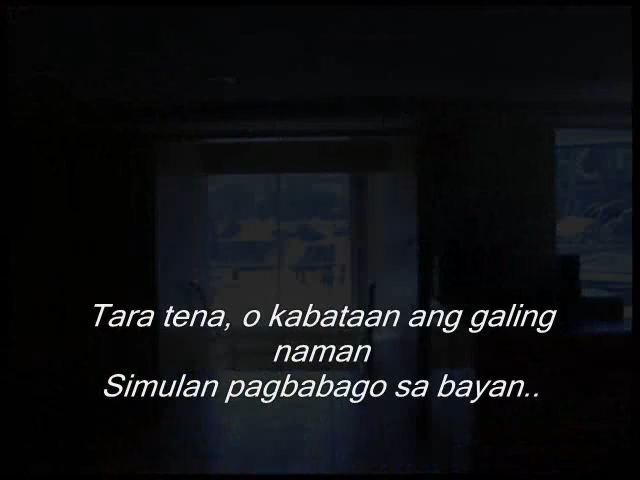 Tara tena, o kabataan ang galing
naman
Simulan pagbabago sa bayan..